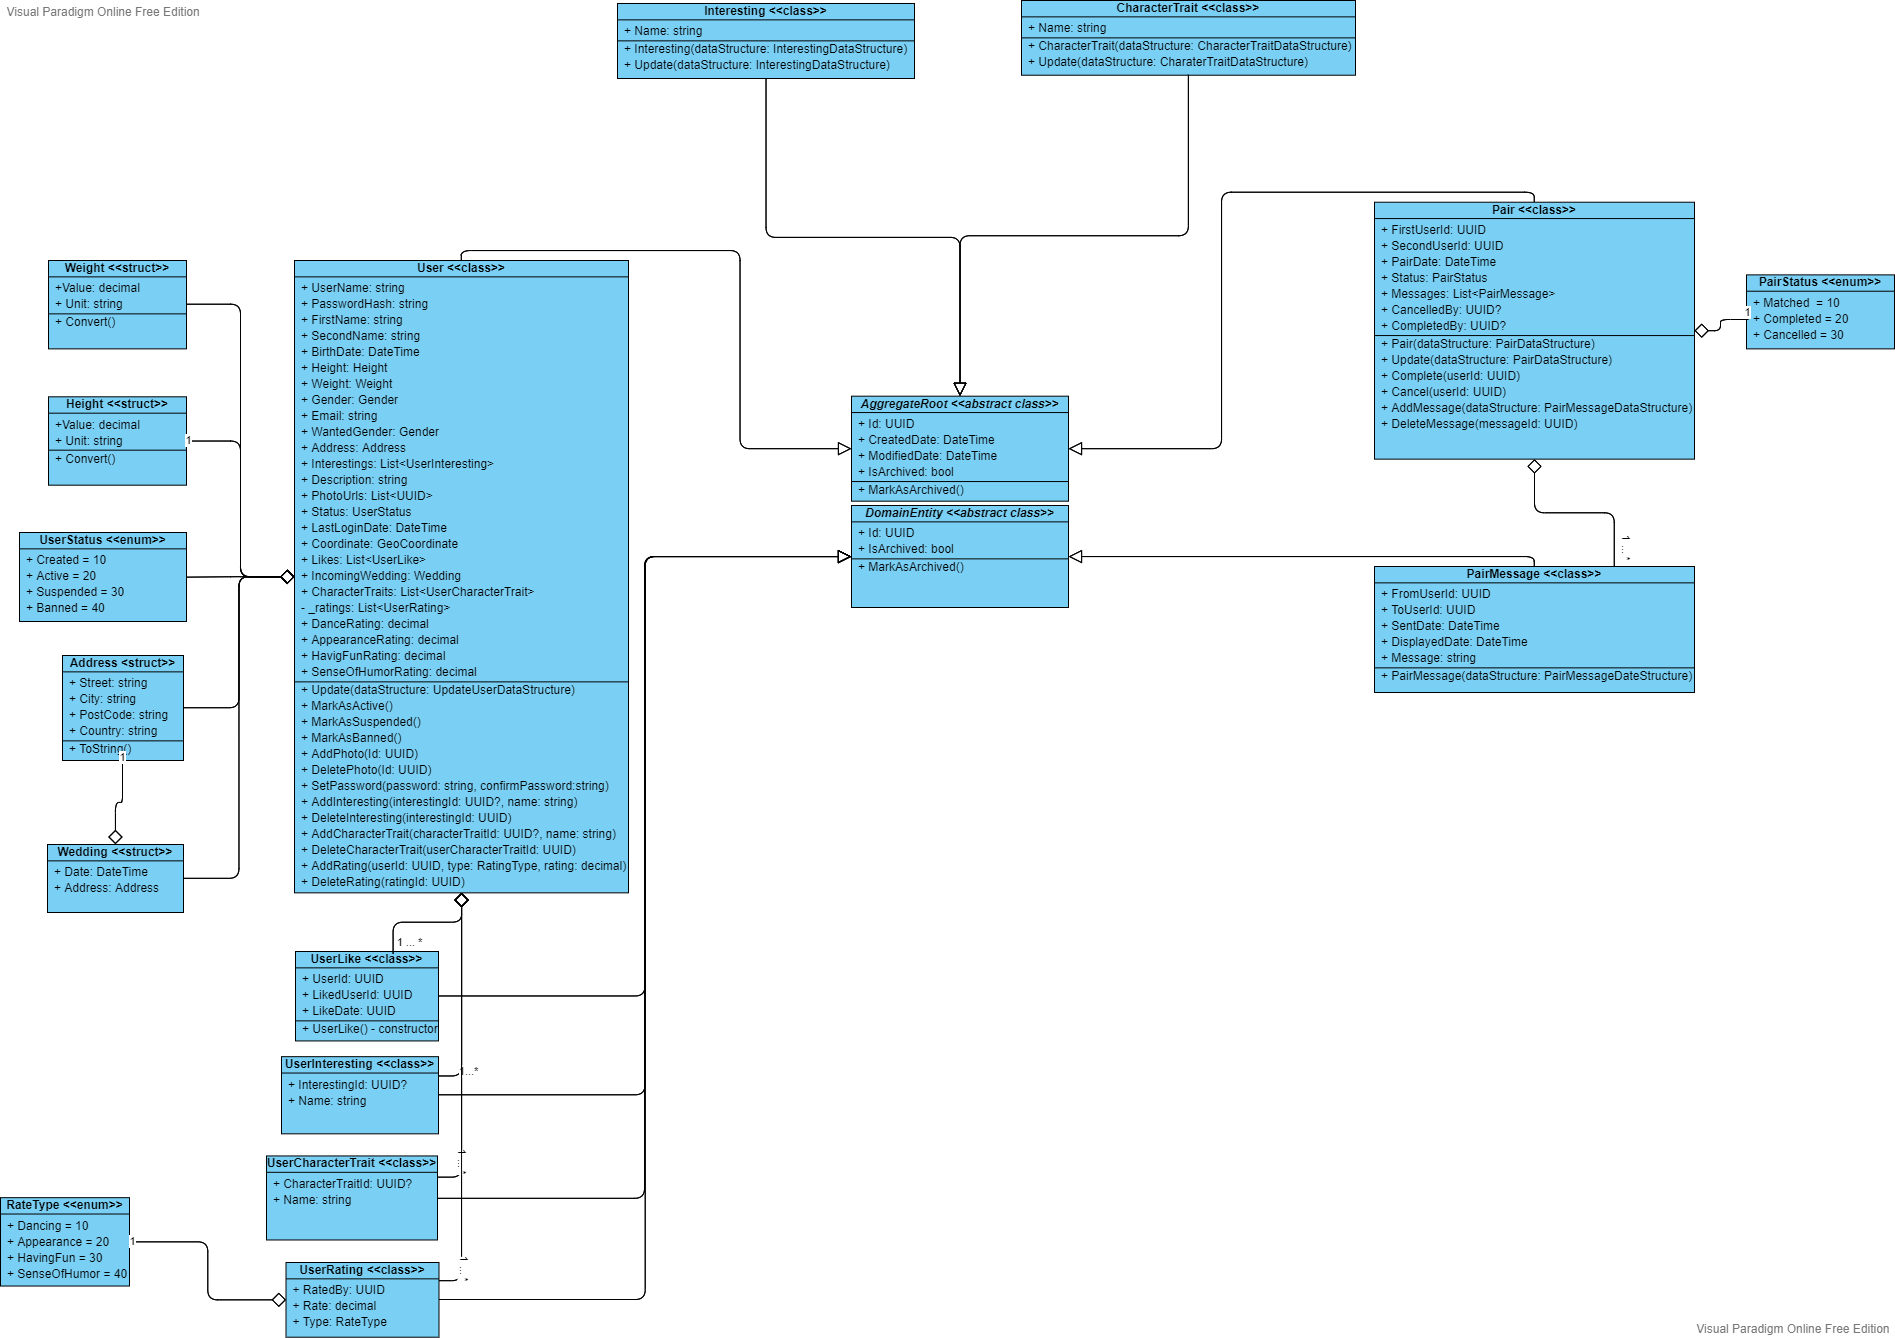 Visual Paradigm Online Free Edition
Interesting <<class>>
+ Name: string
+ Interesting(dataStructure: InterestingDataStructure)
+ Update(dataStructure: InterestingDataStructure)
CharacterTrait <<class>>
+ Name: string
+ CharacterTrait(dataStructure: CharacterTraitDataStructure)
+ Update(dataStructure: CharaterTraitDataStructure)
Pair <<class>>
+ FirstUserId: UUID
+ SecondUserId: UUID
+ PairDate: DateTime
+ Status: PairStatus
+ Messages: List<PairMessage>
+ CancelledBy: UUID?
+ CompletedBy: UUID?
+ Pair(dataStructure: PairDataStructure)
+ Update(dataStructure: PairDataStructure)
+ Complete(userId: UUID)
+ Cancel(userId: UUID)
+ AddMessage(dataStructure: PairMessageDataStructure)
+ DeleteMessage(messageId: UUID)
PairStatus <<enum>>
+ Matched = 10
+ Completed = 20
+ Cancelled = 30
1
Weight <<struct>>
+Value: decimal
+ Unit: string
+ Convert()
Height <<struct>>
+Value: decimal
+ Unit: string
+ Convert()
1
UserStatus <<enum>>
+ Created = 10
+ Active = 20
+ Suspended = 30
+ Banned = 40
Address <struct>>
+ Street: string
+ City: string
+ PostCode: string
+ Country: string
+ ToString()
1
Wedding <<struct>>
+ Date: DateTime
+ Address: Address
User <<class>>
+ UserName: string
+ PasswordHash: string
+ FirstName: string
+ SecondName: string
+ BirthDate: DateTime
+ Height: Height
+ Weight: Weight
+ Gender: Gender
+ Email: string
+ WantedGender: Gender
+ Address: Address
+ Interestings: List<UserInteresting>
+ Description: string
+ PhotoUrls: List<UUID>
+ Status: UserStatus
+ LastLoginDate: DateTime
+ Coordinate: GeoCoordinate
+ Likes: List<UserLike>
+ IncomingWedding: Wedding
+ CharacterTraits: List<UserCharacterTrait>
- _ratings: List<UserRating>
+ DanceRating: decimal
+ AppearanceRating: decimal
+ HavigFunRating: decimal
+ SenseOfHumorRating: decimal
+ Update(dataStructure: UpdateUserDataStructure)
+ MarkAsActive()
+ MarkAsSuspended()
+ MarkAsBanned()
+ AddPhoto(Id: UUID)
+ DeletePhoto(Id: UUID)
+ SetPassword(password: string, confirmPassword:string)
+ AddInteresting(interestingId: UUID?, name: string)
+ DeleteInteresting(interestingId: UUID)
+ AddCharacterTrait(characterTraitId: UUID?, name: string)
+ DeleteCharacterTrait(userCharacterTraitId: UUID)
+ AddRating(userId: UUID, type: RatingType, rating: decimal)
+ DeleteRating(ratingId: UUID)
AggregateRoot <<abstract class>>
+ Id: UUID
+ CreatedDate: DateTime
+ ModifiedDate: DateTime
+ IsArchived: bool
+ MarkAsArchived()
DomainEntity <<abstract class>>
+ Id: UUID
+ IsArchived: bool
+ MarkAsArchived()
1 ... *
PairMessage <<class>>
+ FromUserId: UUID
+ ToUserId: UUID
+ SentDate: DateTime
+ DisplayedDate: DateTime
+ Message: string
+ PairMessage(dataStructure: PairMessageDateStructure)
1 ... *
UserLike <<class>>
+ UserId: UUID
+ LikedUserId: UUID
+ LikeDate: UUID
+ UserLike() - constructor
UserInteresting <<class>>
1...*
+ InterestingId: UUID?
+ Name: string
1 ... *
UserCharacterTrait <<class>>
+ CharacterTraitId: UUID?
+ Name: string
RateType <<enum>>
+ Dancing = 10
+ Appearance = 20
+ HavingFun = 30
+ SenseOfHumor = 40
1
1 ... *
UserRating <<class>>
+ RatedBy: UUID
+ Rate: decimal
+ Type: RateType
Visual Paradigm Online Free Edition